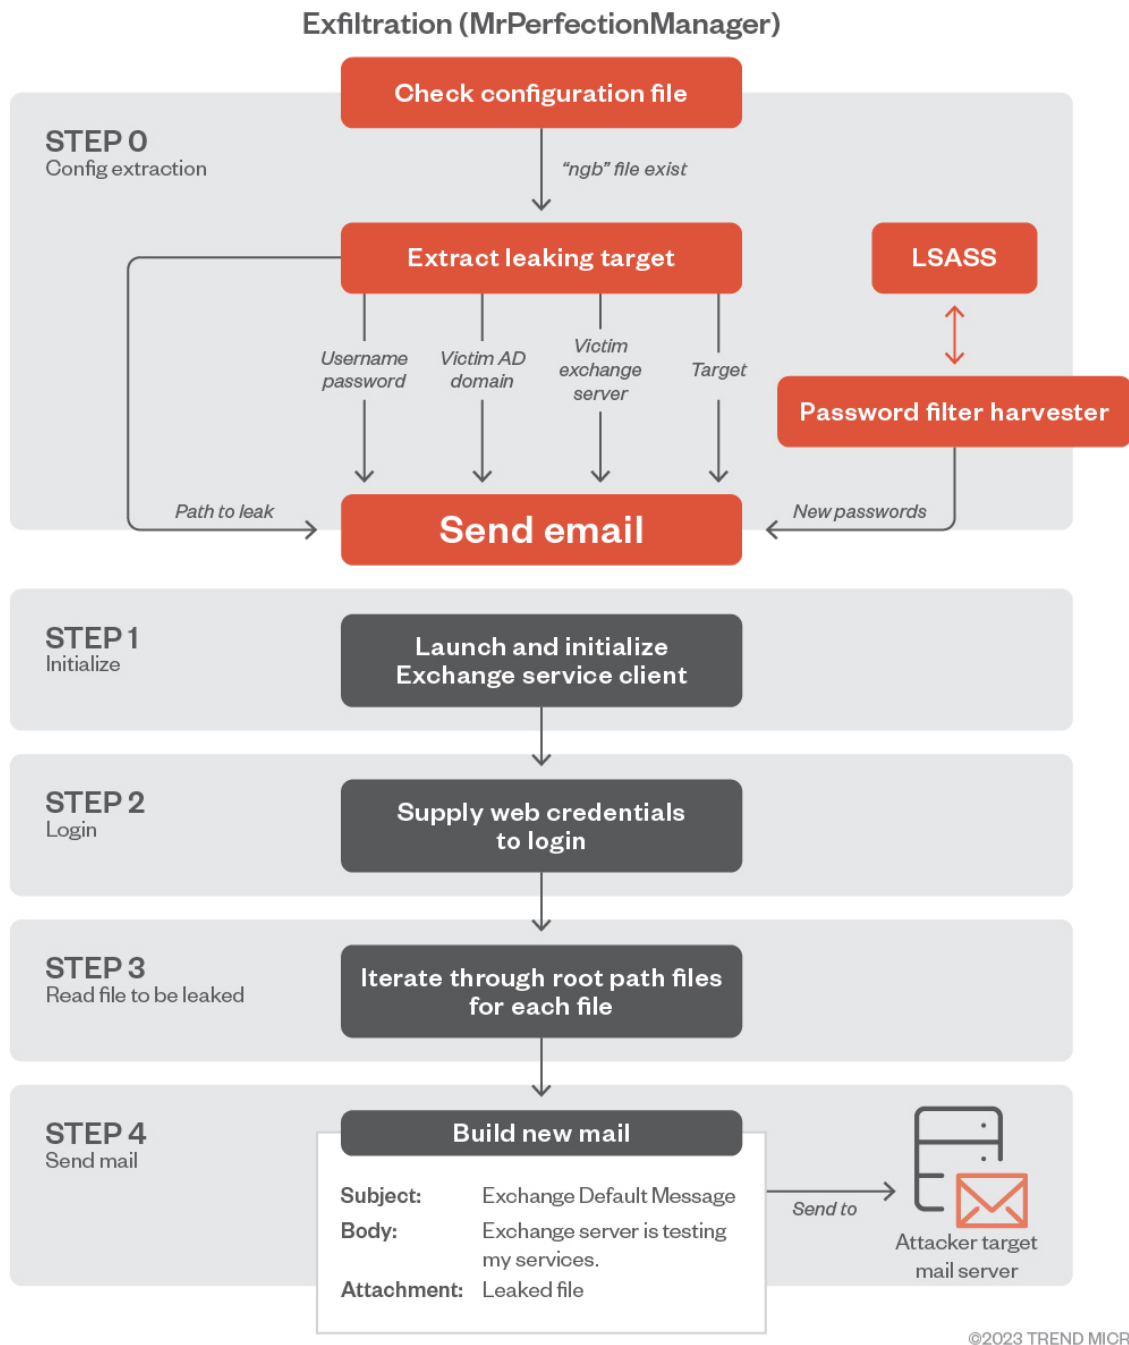 Exfiltration (MrPerfectionManager)
Check configuration file
STEP 0
Config extraction
“ngb” file exist
Extract leaking target
LSASS
Username
password
Victim AD
domain
Victim
exchange
server
Target
Password filter harvester
Path to leak
Send email
New passwords
STEP 1
Initialize
Launch and initialize
Exchange service client
STEP 2
Login
Supply web credentials
to login
STEP 3
Read file to be leaked
Iterate through root path files
for each file
STEP 4
Send mail
Build new mail
Subject: Exchange Default Message
Body: Exchange server is testing
my services.
Attachment: Leaked file
Send to
Attacker target
mail server
©2023 TREND MICR